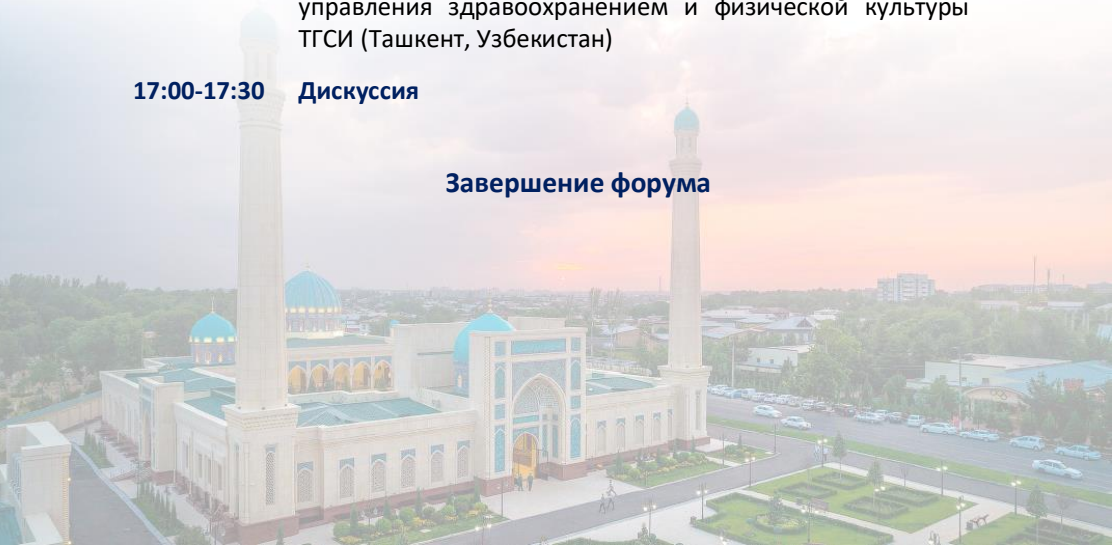 управления здравоохранением и физической культуры
ТГСИ (Ташкент, Узбекистан)
17:00-17:30 Дискуссия
Завершение форума